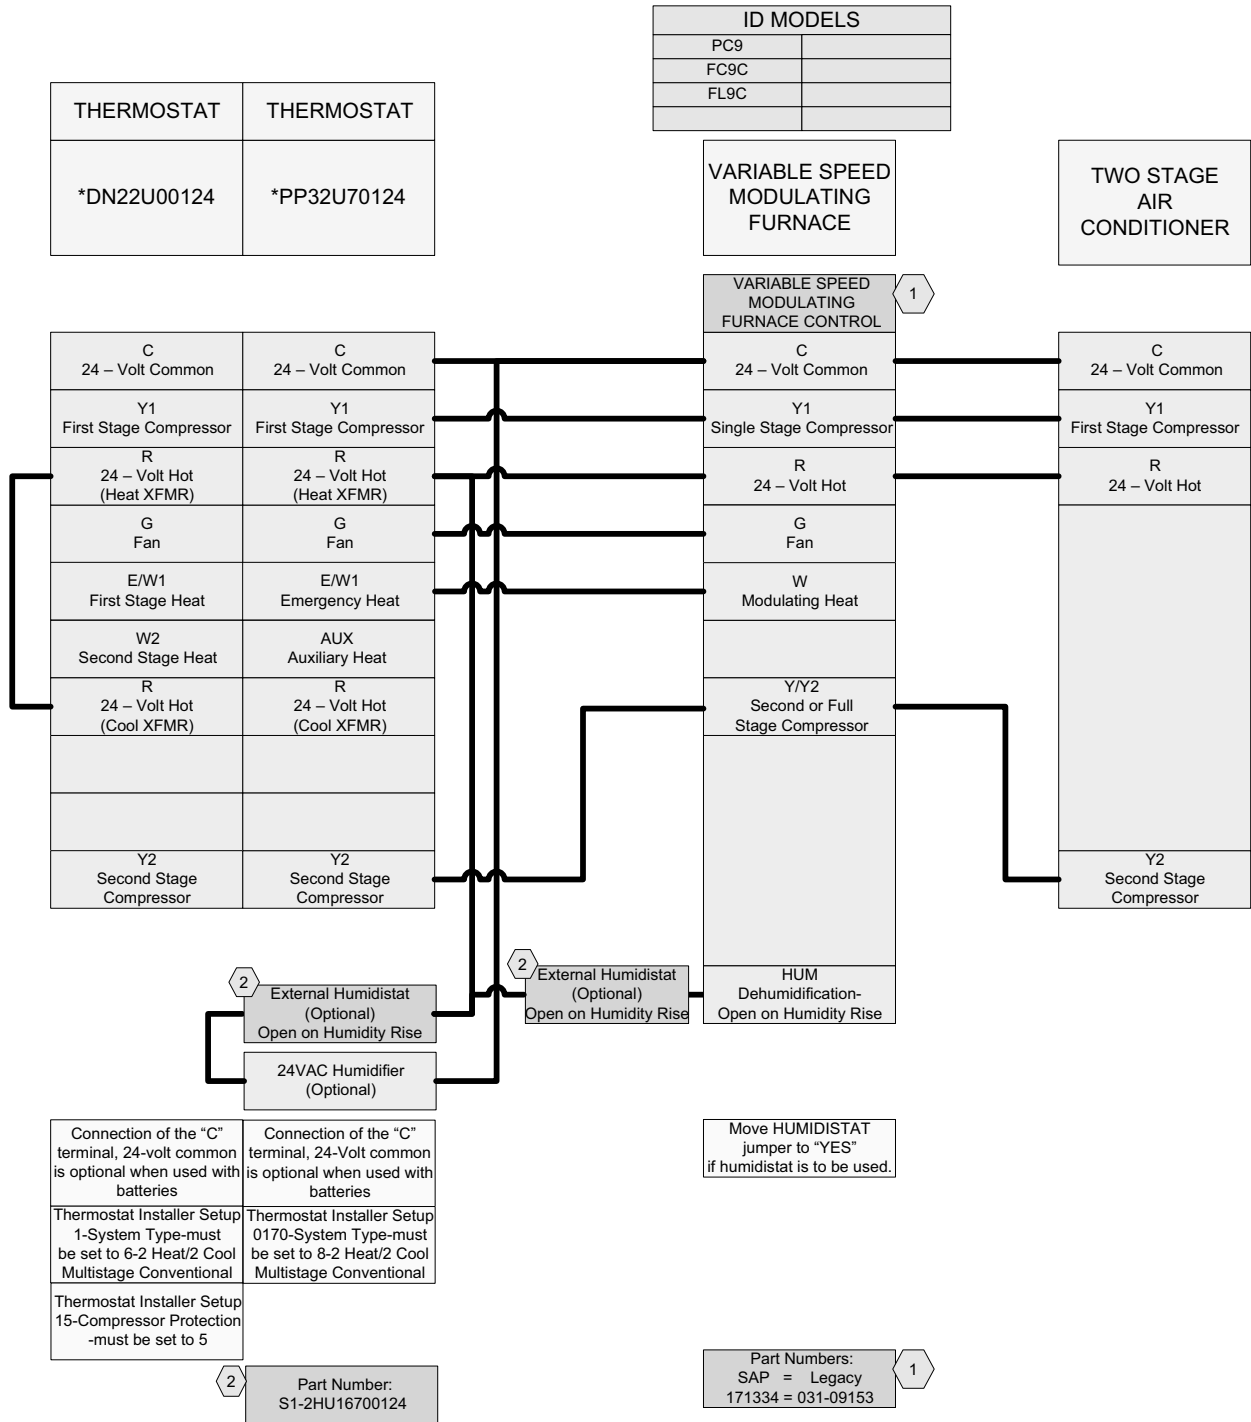 ID MODELS
PC9
FC9C
FL9C
THERMOSTAT
THERMOSTAT
*DN22U00124
*PP32U70124
VARIABLE SPEED
MODULATING
FURNACE
TWO STAGE
AIR
CONDITIONER
VARIABLE SPEED
MODULATING
FURNACE CONTROL
1
C
24 – Volt Common
C
24 – Volt Common
C
24 – Volt Common
C
24 – Volt Common
Y1
First Stage Compressor
Y1
First Stage Compressor
Y1
Single Stage Compressor
Y1
First Stage Compressor
R
24 – Volt Hot
(Heat XFMR)
R
24 – Volt Hot
(Heat XFMR)
R
24 – Volt Hot
R
24 – Volt Hot
G
Fan
G
Fan
G
Fan
E/W1
First Stage Heat
E/W1
Emergency Heat
W
Modulating Heat
W2
Second Stage Heat
AUX
Auxiliary Heat
R
24 – Volt Hot
(Cool XFMR)
R
24 – Volt Hot
(Cool XFMR)
Y/Y2
Second or Full
Stage Compressor
Y2
Second Stage
Compressor
Y2
Second Stage
Compressor
Y2
Second Stage
Compressor
2
External Humidistat
(Optional)
Open on Humidity Rise
2
External Humidistat
(Optional)
Open on Humidity Rise
HUM
Dehumidification-
Open on Humidity Rise
24VAC Humidifier
(Optional)
Connection of the “C”
terminal, 24-volt common
is optional when used with
batteries
Connection of the “C”
terminal, 24-Volt common
is optional when used with
batteries
Move HUMIDISTAT
jumper to “YES”
if humidistat is to be used.
Thermostat Installer Setup
1-System Type-must
be set to 6-2 Heat/2 Cool
Multistage Conventional
Thermostat Installer Setup
0170-System Type-must
be set to 8-2 Heat/2 Cool
Multistage Conventional
Thermostat Installer Setup
15-Compressor Protection
-must be set to 5
2
Part Number:
S1-2HU16700124
Part Numbers:
SAP = Legacy
171334 = 031-09153
1